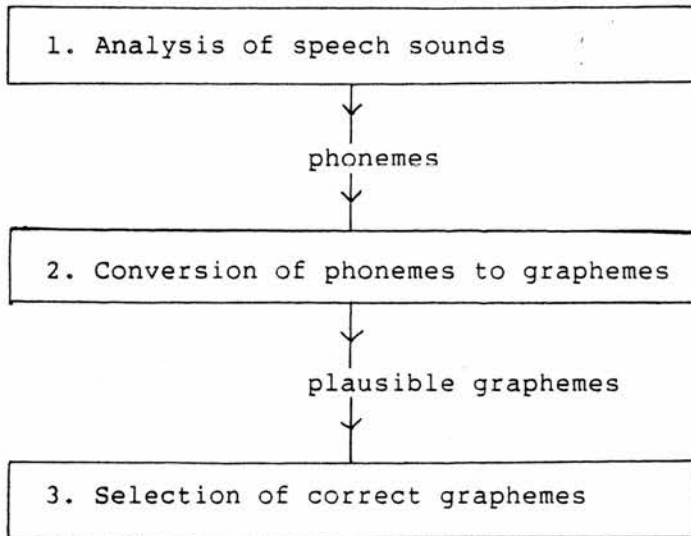 1. Analysis of speech sounds
phonemes
2. Conversion of phonemes to graphemes
plausible graphemes
3. Selection of correct graphemes